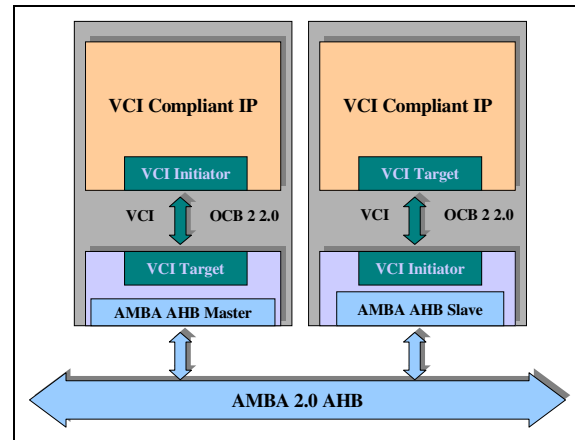 VCI Compliant IP
VCI Initiator
VCI OCB 2 2.0
VCI Target
AMBA AHB Master
VCI Compliant IP
VCI Target
VCI OCB 2 2.0
VCI Initiator
AMBA AHB Slave
AMBA 2.0 AHB